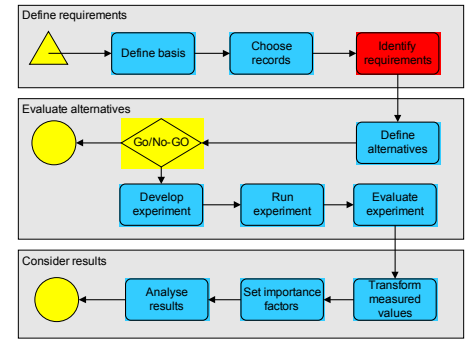 Define requirements
Define basis
Choose
records
Identify
requirements
Evaluate alternatives
Go/No-GO
Define
alternatives
Develop
experiment
Run
experiment
Evaluate
experiment
Consider results
Analyse
results
Set importance
factors
Transform
measured
values